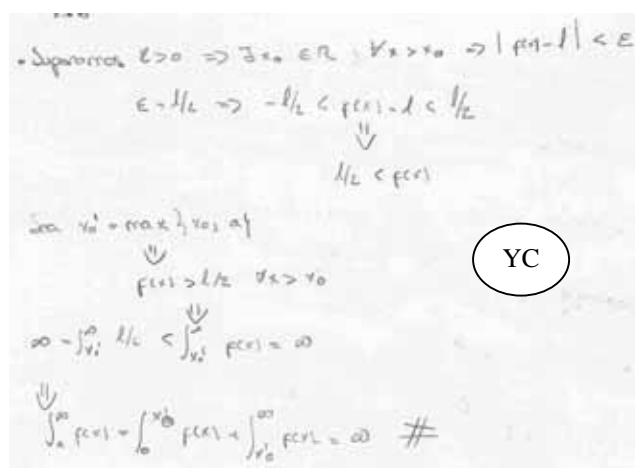 · Suponemos l>0 => ∃x₀ ∈ R : ∀x>x₀ => |f(x)-l| < ε
ε = l/2 => -l/2 < f(x)-l < l/2
⇓
l/2 < f(x)
Sea x₀' = max {x₀, a}
⇓
f(x) > l/2 ∀x > x₀
⇓
YC
∞ = ∫_{x₀'}^∞ l/2 < ∫_{x₀'}^∞ f(x) = ∞
⇓
∫_a^∞ f(x) = ∫_a^{x₀'} f(x) + ∫_{x₀'}^∞ f(x) = ∞ #